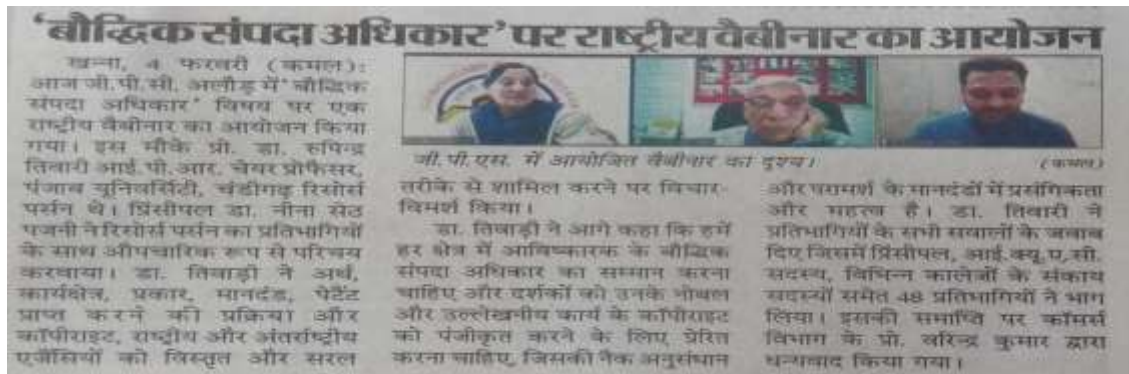 'बौद्धिक संपदा अधिकार' पर राष्ट्रीय वैबीनार का आयोजन
खन्ना, 4 फरवरी (कमल):
आज जी.पी.सी. अलौड़ में 'बौद्धिक
संपदा अधिकार' विषय पर एक
राष्ट्रीय वैबीनार का आयोजन किया
गया। इस मौके प्रो. डा. रुपिन्द्र
तिवारी आई.पी.आर. चेयर प्रोफैसर,
पंजाब यूनिवर्सिटी, चंडीगढ़ रिसोर्स
पर्सन थे। प्रिंसीपल डा. नीना सेठ
पजनी ने रिसोर्स पर्सन का प्रतिभागियों
के साथ औपचारिक रूप से परिचय
करवाया। डा. तिवाड़ी ने अर्थ,
कार्यक्षेत्र, प्रकार, मानदंड, पेटैंट
प्राप्त करने की प्रक्रिया और
कॉपीराइट, राष्ट्रीय और अंतर्राष्ट्रीय
एजैंसियों को विस्तृत और सरल
जी.पी.एस. में आयोजित वैबीनार का दृश्य। (कमल)
तरीके से शामिल करने पर विचार-
विमर्श किया।
डा. तिवाड़ी ने आगे कहा कि हमें
हर क्षेत्र में आविष्कारक के बौद्धिक
संपदा अधिकार का सम्मान करना
चाहिए और दर्शकों को उनके नोबल
और उल्लेखनीय कार्य के कॉपीराइट
को पंजीकृत करने के लिए प्रेरित
करना चाहिए, जिसकी नैक अनुसंधान
और परामर्श के मानदंडों में प्रसंगिकता
और महत्व है। डा. तिवारी ने
प्रतिभागियों के सभी सवालों के जवाब
दिए जिसमें प्रिंसीपल, आई.क्यू.ए.सी.
सदस्य, विभिन्न कालेजों के संकाय
सदस्यों समेत 48 प्रतिभागियों ने भाग
लिया। इसकी समाप्ति पर कॉमर्स
विभाग के प्रो. वरिन्द्र कुमार द्वारा
धन्यवाद किया गया।